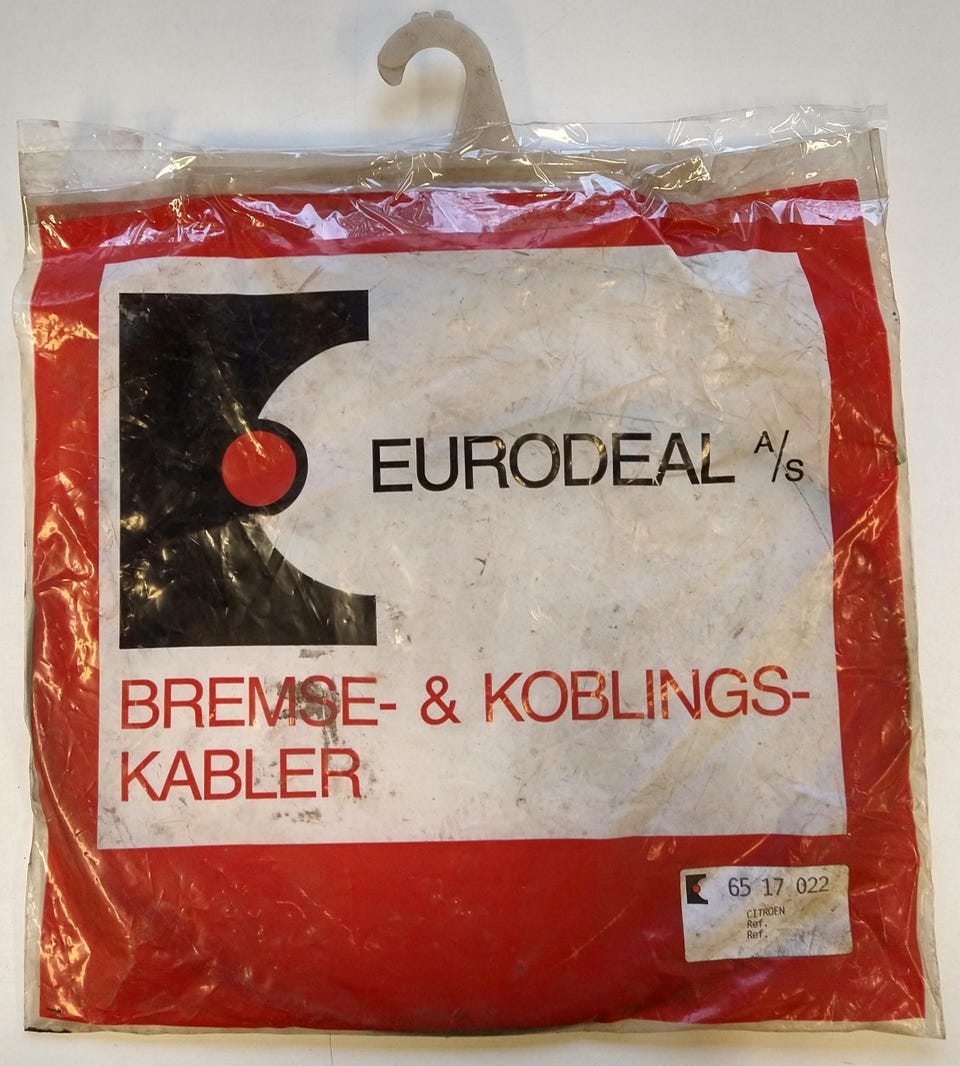 EURODEAL A/S
BREMSE- & KOBLINGS-
KABLER
65 17 022
CITROEN
Ref.
Ref.